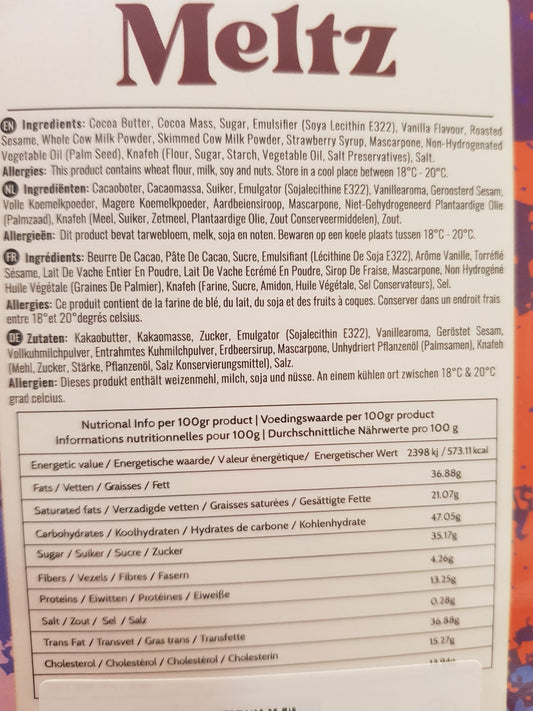 Meltz
EN Ingredients: Cocoa Butter, Cocoa Mass, Sugar, Emulsifier (Soya Lecithin E322), Vanilla Flavour, Roasted
Sesame, Whole Cow Milk Powder, Skimmed Cow Milk Powder, Strawberry Syrup, Mascarpone, Non-Hydrogenated
Vegetable Oil (Palm Seed), Knafeh (Flour, Sugar, Starch, Vegetable Oil, Salt Preservatives), Salt.
Allergies: This product contains wheat flour, milk, soy and nuts. Store in a cool place between 18°C - 20°C.
NL Ingrediënten: Cacaoboter, Cacaomassa, Suiker, Emulgator (Sojalecithine E322), Vanillearoma, Geroosterd Sesam,
Volle Koemelkpoeder, Magere Koemelkpoeder, Aardbeiensiroop, Mascarpone, Niet-Gehydrogeneerd Plantaardige Olie
(Palmzaad), Knafeh (Meel, Suiker, Zetmeel, Plantaardige Olie, Zout Conserveermiddelen), Zout.
Allergieën: Dit product bevat tarwebloem, melk, soja en noten. Bewaren op een koele plaats tussen 18°C - 20°C.
FR Ingrédients: Beurre De Cacao, Pâte De Cacao, Sucre, Emulsifiant (Lécithine De Soja E322), Arôme Vanille, Torréfié
Sésame, Lait De Vache Entier En Poudre, Lait De Vache Ecrémé En Poudre, Sirop De Fraise, Mascarpone, Non Hydrogéné
Huile Végétale (Graines De Palmier), Knafeh (Farine, Sucre, Amidon, Huile Végétale, Sel Conservateurs), Sel.
Allergies: Ce produit contient de la farine de blé, du lait, du soja et des fruits à coques. Conserver dans un endroit frais
entre 18°et 20°degrés celsius.
DE Zutaten: Kakaobutter, Kakaomasse, Zucker, Emulgator (Sojalecithin E322), Vanillearoma, Geröstet Sesam,
Vollkuhmilchpulver, Entrahmtes Kuhmilchpulver, Erdbeersirup, Mascarpone, Unhydriert Pflanzenöl (Palmsamen), Knafeh
(Mehl, Zucker, Stärke, Pflanzenöl, Salz Konservierungsmittel), Salz.
Allergien: Dieses produkt enthält weizenmehl, milch, soja und nüsse. An einem kühlen ort zwischen 18°C & 20°C
grad celcius.
Nutrional Info per 100gr product | Voedingswaarde per 100gr product
Informations nutritionnelles pour 100g | Durchschnittliche Nährwerte pro 100 g
Energetic value / Energetische waarde/ Valeur énergétique/ Energetischer Wert 2398 kj / 573.11 kcal
Fats / Vetten / Graisses / Fett 36.88g
Saturated fats / Verzadigde vetten / Graisses saturées / Gesättigte Fette 21.07g
Carbohydrates / Koolhydraten / Hydrates de carbone / Kohlenhydrate 47.05g
Sugar / Suiker / Sucre / Zucker 35.17g
Fibers / Vezels / Fibres / Fasern 4.26g
Proteins / Eiwitten / Protéines / Eiweiße 13.25g
Salt / Zout / Sel / Salz 0.28g
Trans Fat / Transvet / Gras trans / Transfette 36.88g
Cholesterol / Cholestérol / Cholestérol / Cholesterin 15.27g